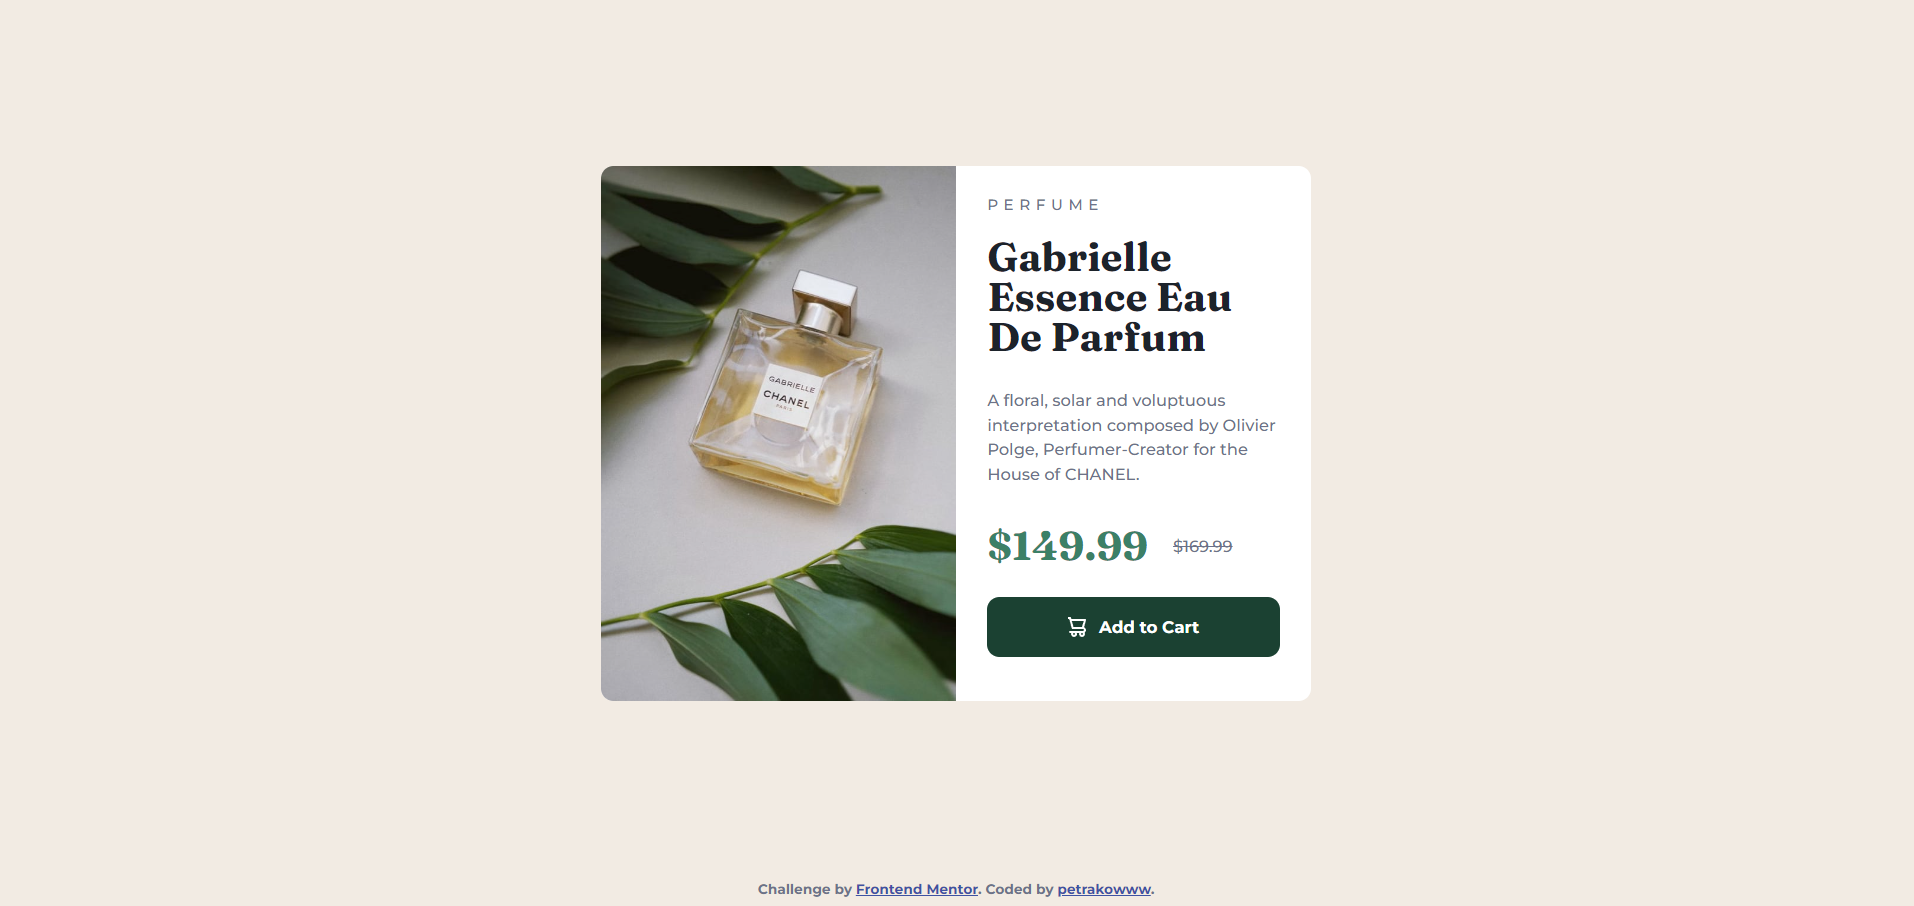 GABRIELLE
CHANEL
PARIS
PERFUME
Gabrielle
Essence Eau
De Parfum
A floral, solar and voluptuous
interpretation composed by Olivier
Polge, Perfumer-Creator for the
House of CHANEL.
$149.99 $169.99
Add to Cart
Challenge by Frontend Mentor. Coded by petrakowww.